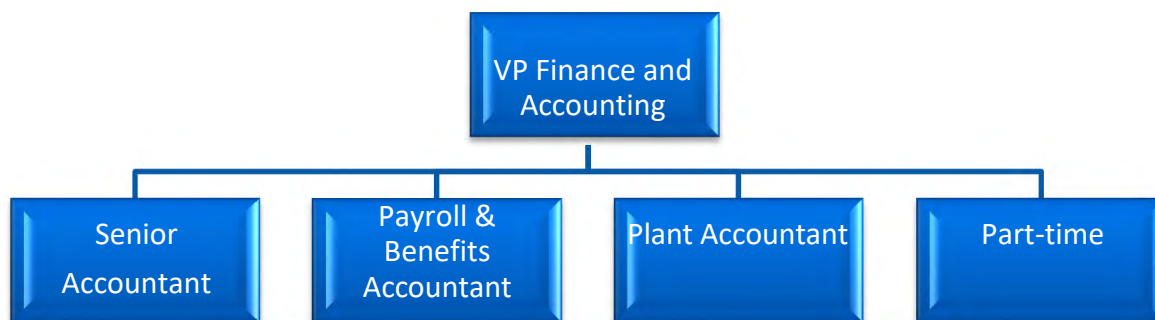 VP Finance and
Accounting
Senior
Accountant
Payroll &
Benefits
Accountant
Plant Accountant
Part-time